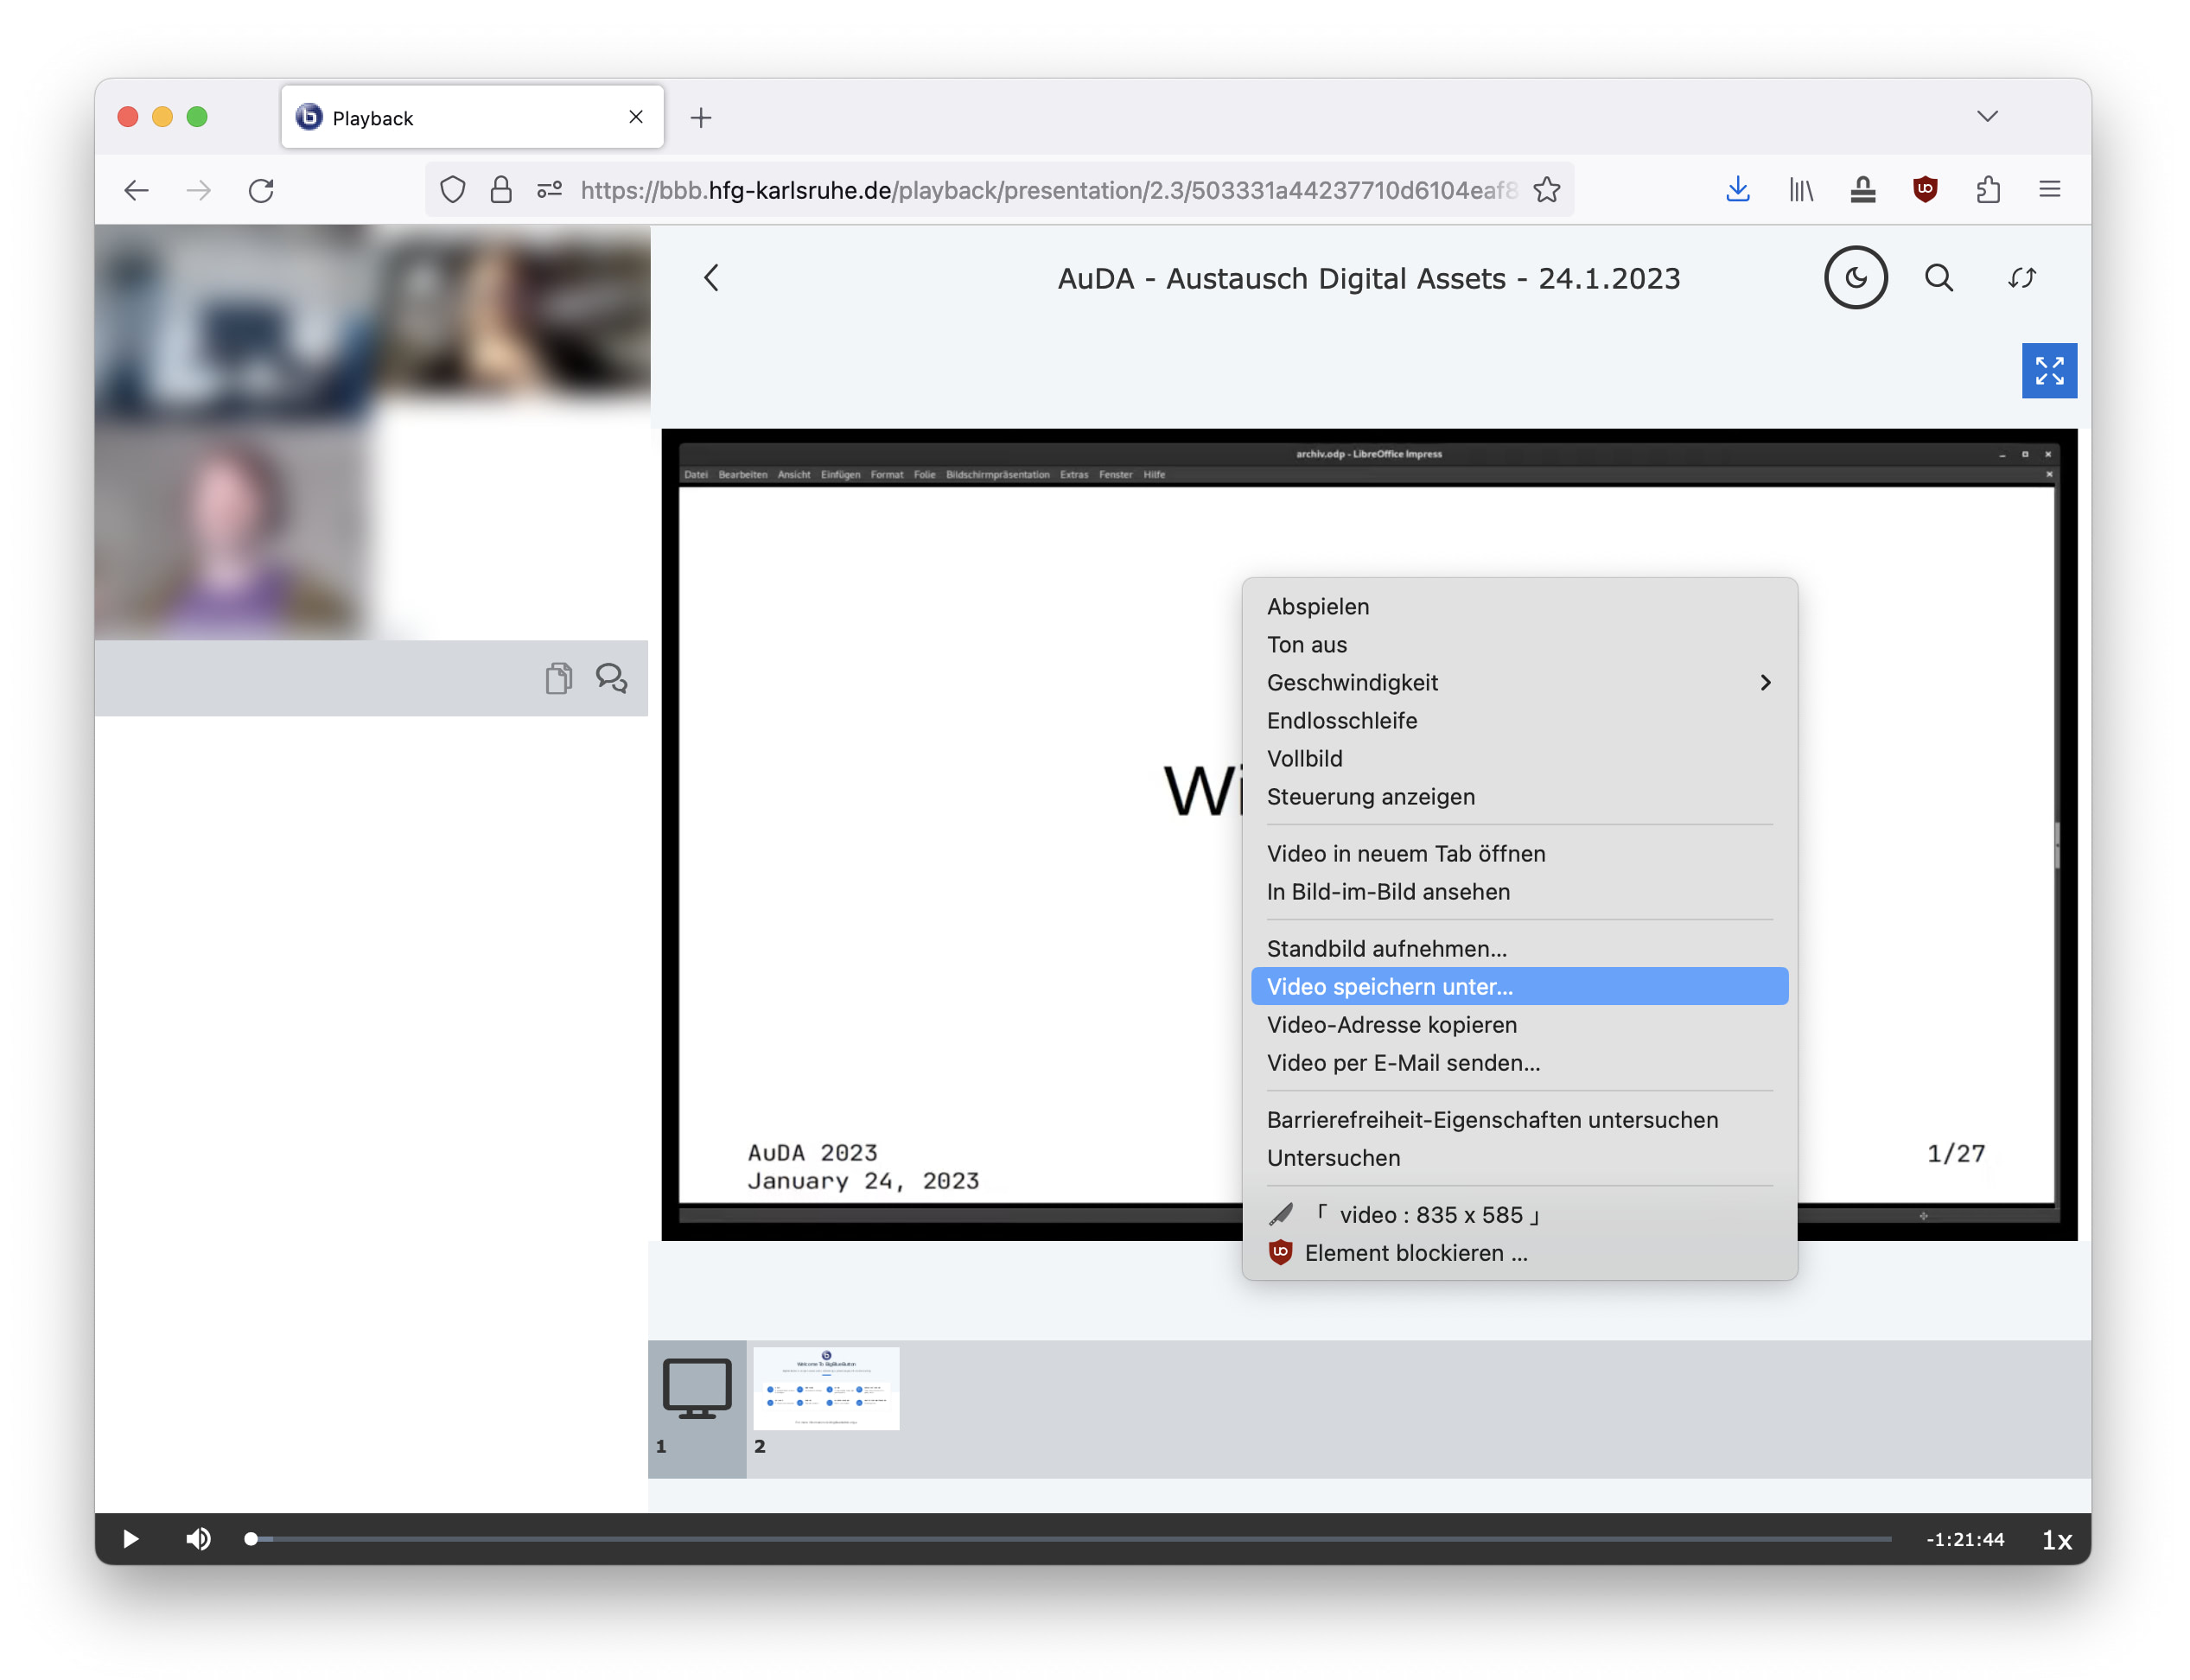 Playback
https://bbb.hfg-karlsruhe.de/playback/presentation/2.3/503331a44237710d6104eaf8
AuDA - Austausch Digital Assets - 24.1.2023
archiv.odp - LibreOffice Impress
Datei Bearbeiten Ansicht Einfügen Format Folie Bildschirmpräsentation Extras Fenster Hilfe
Wi
Abspielen
Ton aus
Geschwindigkeit
Endlosschleife
Vollbild
Steuerung anzeigen
Video in neuem Tab öffnen
In Bild-im-Bild ansehen
Standbild aufnehmen...
Video speichern unter...
Video-Adresse kopieren
Video per E-Mail senden...
Barrierefreiheit-Eigenschaften untersuchen
Untersuchen
「 video : 835 x 585 」
Element blockieren ...
AuDA 2023
January 24, 2023
1/27
Welcome To BigBlueButton
1
2
-1:21:44
1x